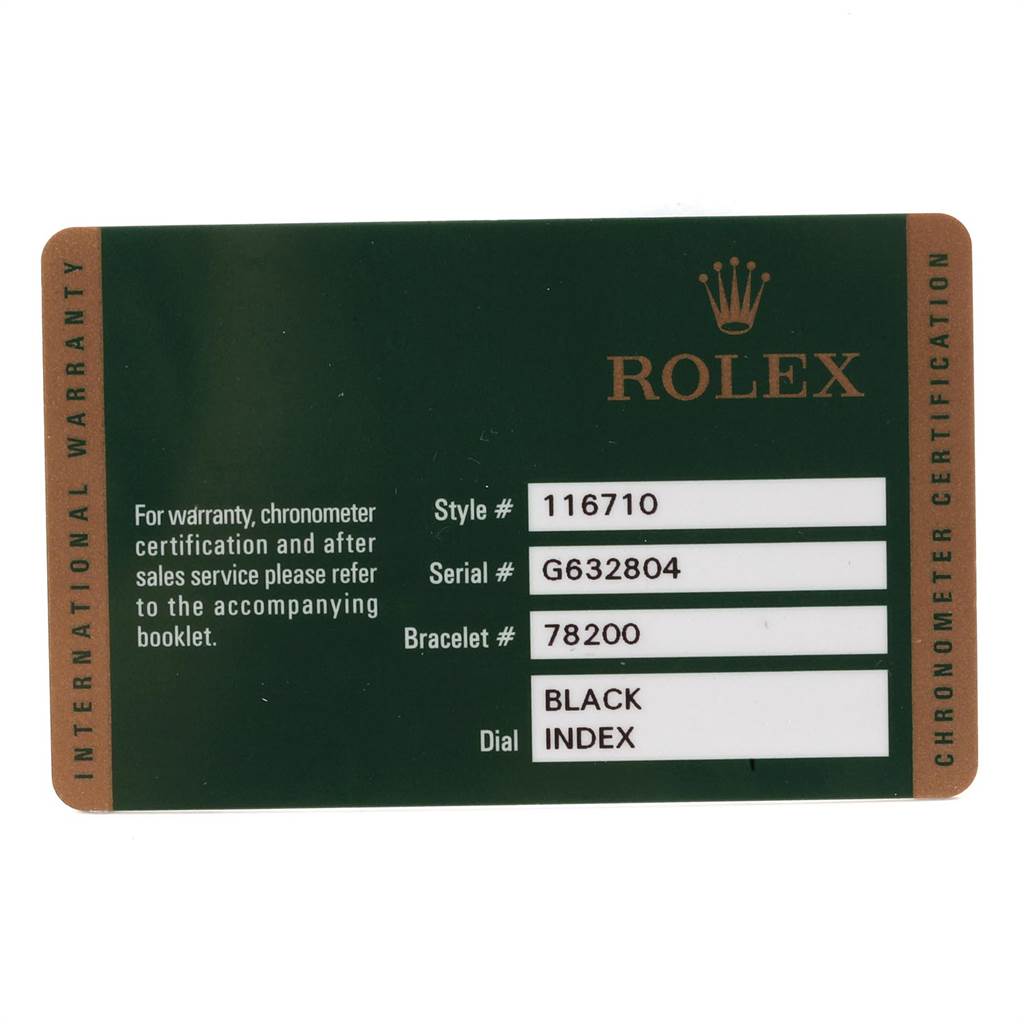 INTERNATIONAL WARRANTY
ROLEX
For warranty, chronometer
certification and after
sales service please refer
to the accompanying
booklet.
Style # 116710
Serial # G632804
Bracelet # 78200
Dial BLACK
INDEX
CHRONOMETER CERTIFICATION